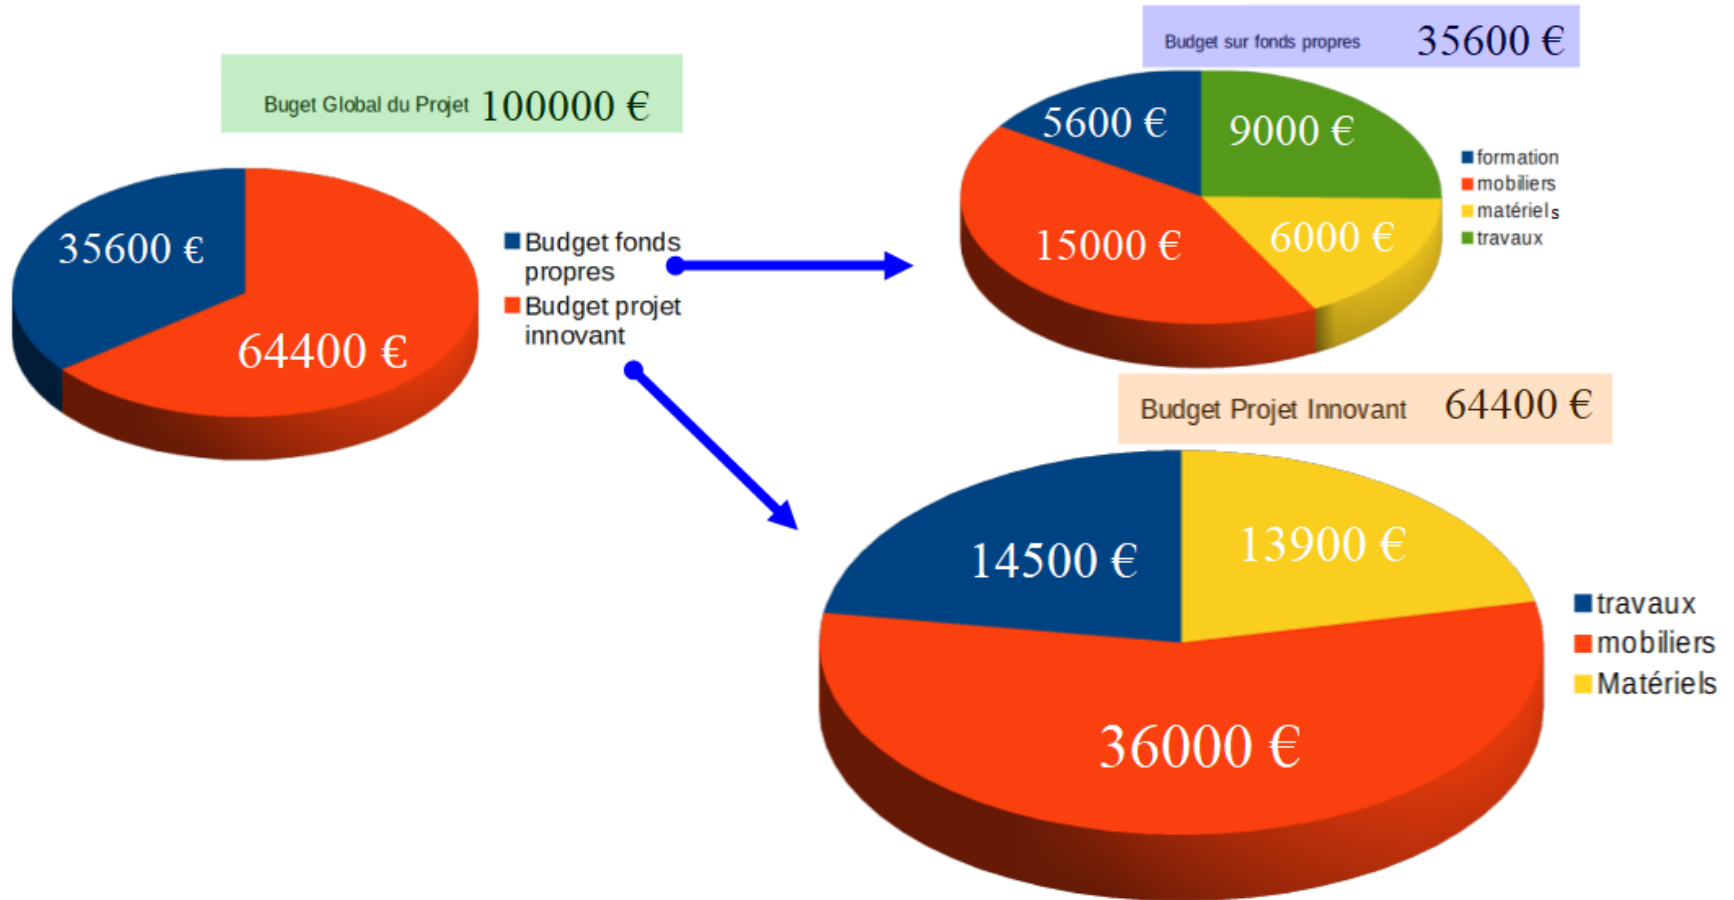 Buget Global du Projet 100000 €
35600 €
64400 €
Budget fonds
propres
Budget projet
innovant
Budget sur fonds propres 35600 €
5600 €
9000 €
15000 €
6000 €
formation
mobiliers
matériels
travaux
Budget Projet Innovant 64400 €
14500 €
13900 €
36000 €
travaux
mobiliers
Matériels